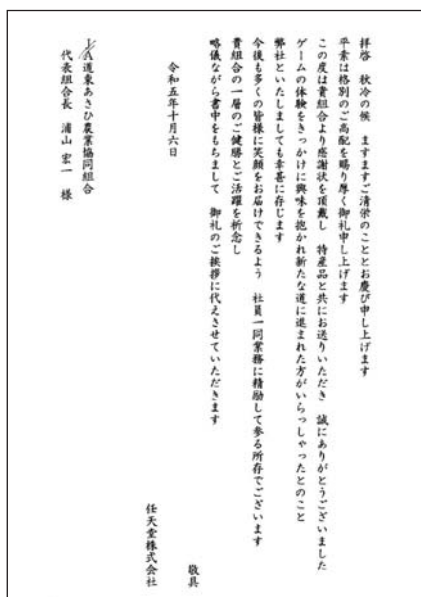 拝啓　秋冷の候　ますますご清栄のこととお慶び申し上げます
平素は格別のご高配を賜り厚く御礼申し上げます
この度は貴組合より感謝状を頂戴し　特産品と共にお送りいただき　誠にありがとうございました
ゲームの体験をきっかけに興味を抱かれ新たな道に進まれた方がいらっしゃったとのこと
弊社といたしましても幸甚に存じます
今後も多くの皆様に笑顔をお届けできるよう　社員一同業務に精励して参る所存でございます
貴組合の一層のご健勝とご活躍を祈念し
略儀ながら書中をもちまして　御礼のご挨拶に代えさせていただきます
敬具
令和五年十月六日
任天堂株式会社
JA道東あさひ農業協同組合
代表組合長　浦山　宏一　様